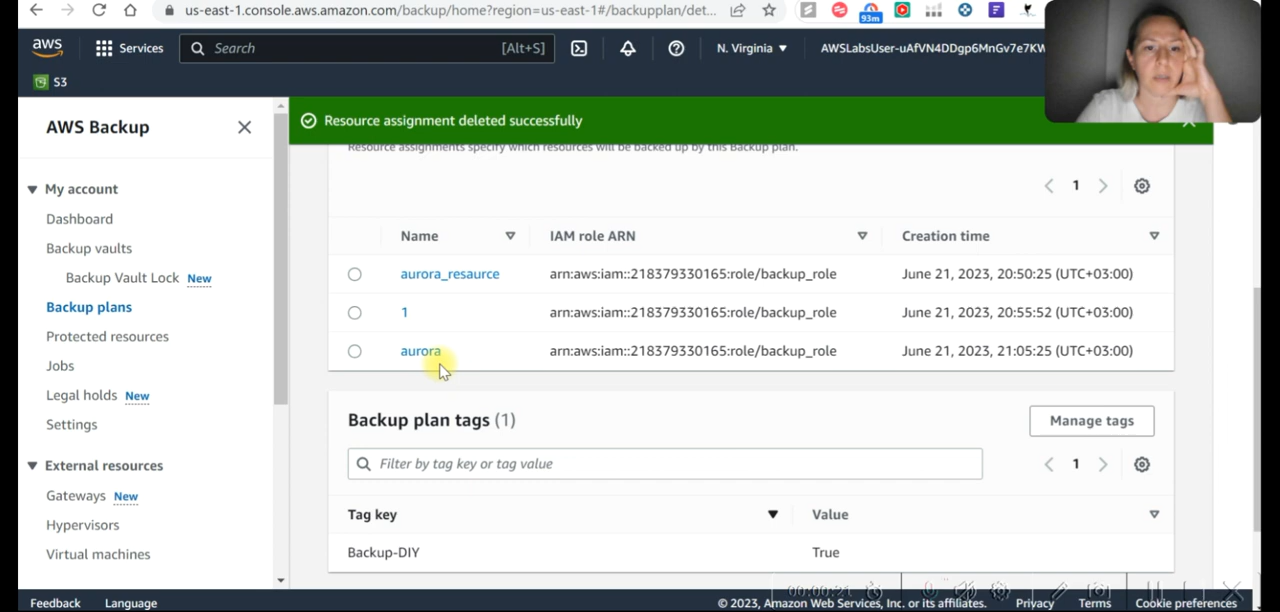 us-east-1.console.aws.amazon.com/backup/home?region=us-east-1#/backupplan/det...
93m
aws
Services
Search
[Alt+S]
N. Virginia
AWSLabsUser-uAfVN4DDgp6MnGv7e7KW
S3
AWS Backup
Resource assignment deleted successfully
Resource assignments specify which resources will be backed up by this Backup plan.
My account
Dashboard
Backup vaults
Backup Vault Lock New
Backup plans
Protected resources
Jobs
Legal holds New
Settings
External resources
Gateways New
Hypervisors
Virtual machines
1
Name IAM role ARN Creation time
aurora_resaurce arn:aws:iam::218379330165:role/backup_role June 21, 2023, 20:50:25 (UTC+03:00)
1 arn:aws:iam::218379330165:role/backup_role June 21, 2023, 20:55:52 (UTC+03:00)
aurora arn:aws:iam::218379330165:role/backup_role June 21, 2023, 21:05:25 (UTC+03:00)
Backup plan tags (1)
Manage tags
Filter by tag key or tag value
1
Tag key Value
Backup-DIY True
00:00:21
Feedback Language © 2023, Amazon Web Services, Inc. or its affiliates. Privacy Terms Cookie preferences